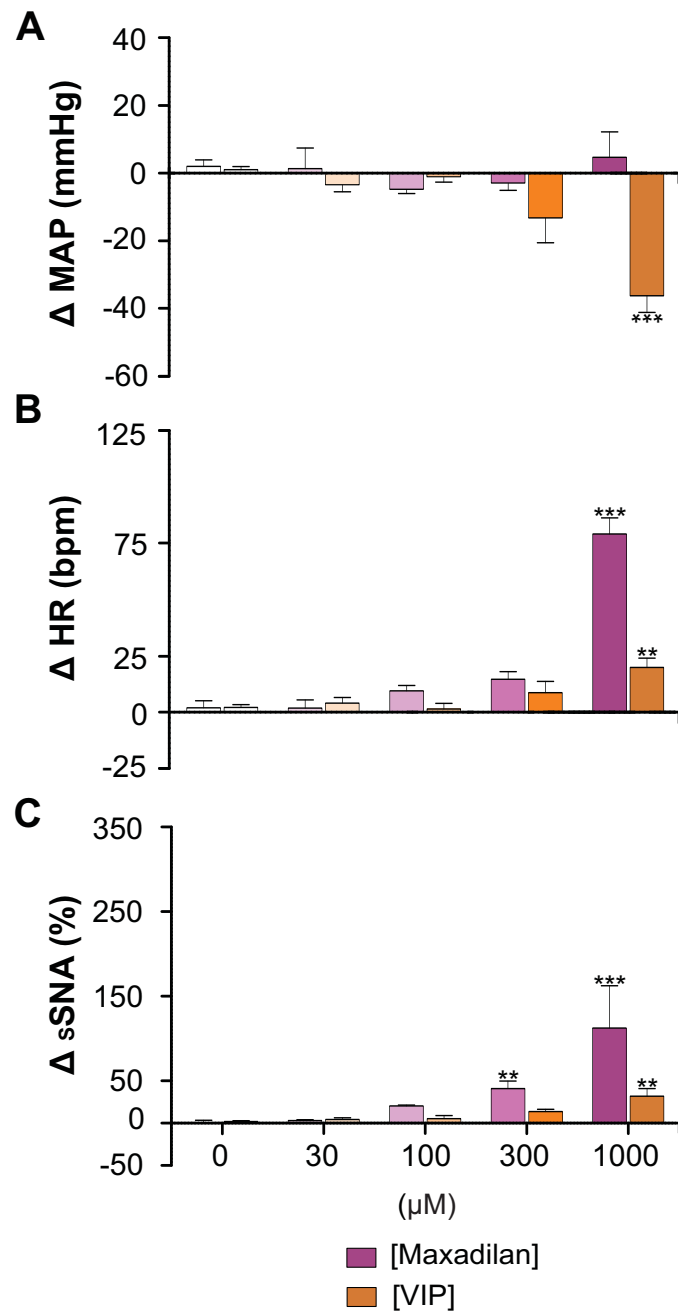 A
Δ MAP (mmHg)
40
20
0
-20
-40
-60
***
B
Δ HR (bpm)
125
75
25
0
-25
***
**
C
Δ sSNA (%)
350
250
150
50
0
-50
**
***
**
0 30 100 300 1000
(µM)
[Maxadilan]
[VIP]